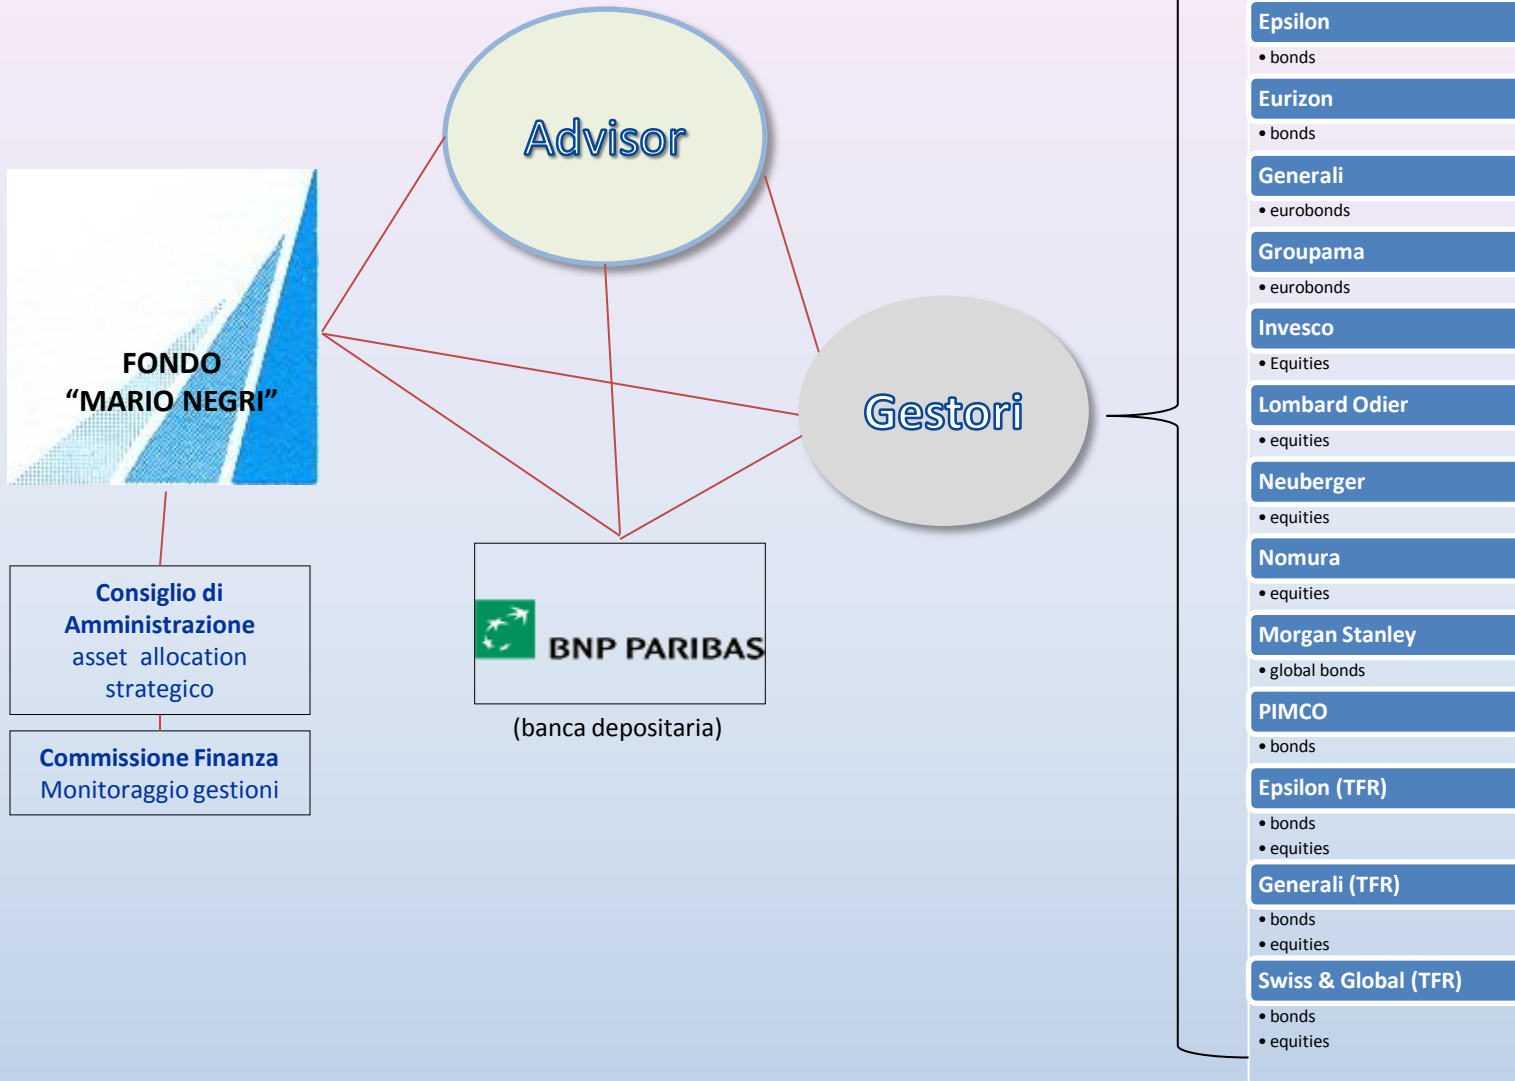 Advisor
FONDO
“MARIO NEGRI”
Gestori
Consiglio di
Amministrazione
asset allocation
strategico
Commissione Finanza
Monitoraggio gestioni
BNP PARIBAS
(banca depositaria)
Epsilon
• bonds
Eurizon
• bonds
Generali
• eurobonds
Groupama
• eurobonds
Invesco
• Equities
Lombard Odier
• equities
Neuberger
• equities
Nomura
• equities
Morgan Stanley
• global bonds
PIMCO
• bonds
Epsilon (TFR)
• bonds
• equities
Generali (TFR)
• bonds
• equities
Swiss & Global (TFR)
• bonds
• equities